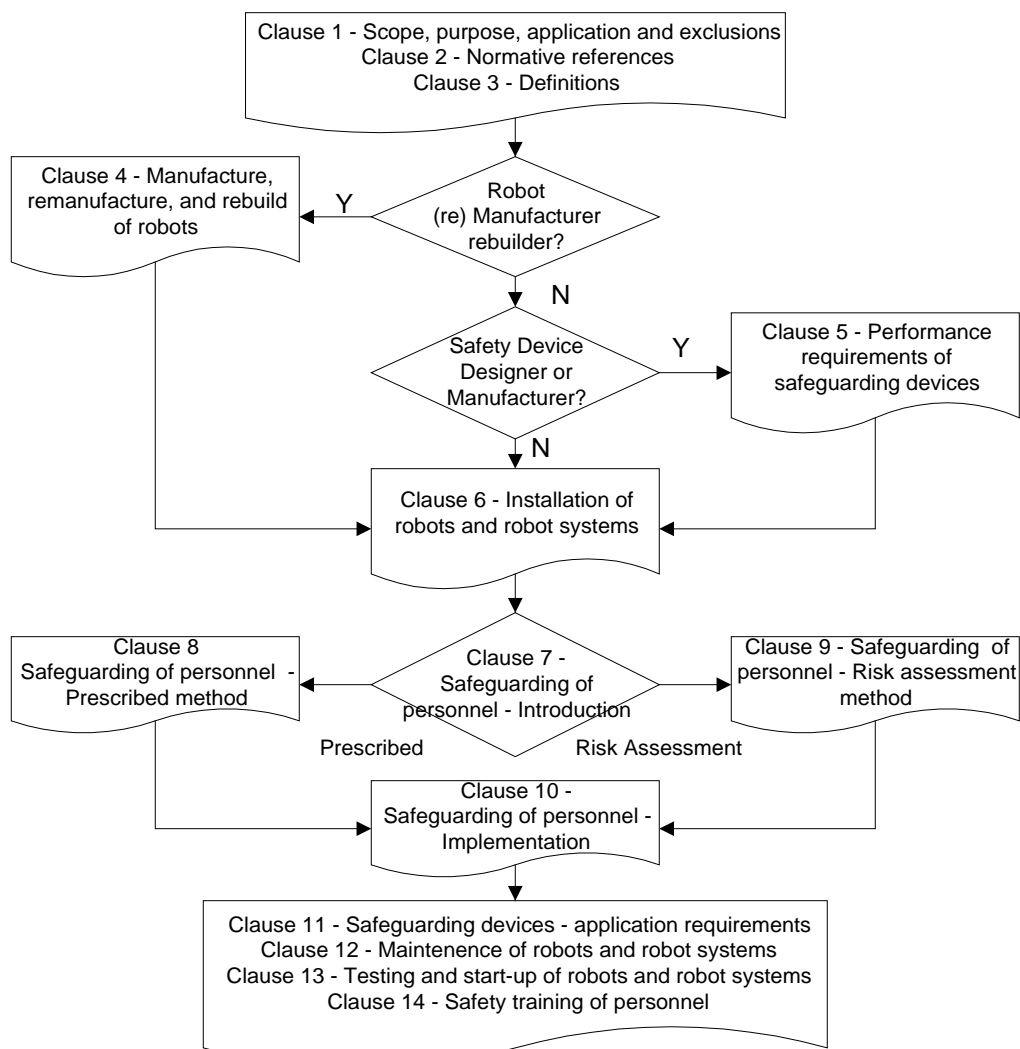 Clause 1 - Scope, purpose, application and exclusions
Clause 2 - Normative references
Clause 3 - Definitions
Clause 4 - Manufacture,
remanufacture, and rebuild
of robots
Y
Robot
(re) Manufacturer
rebuilder?
N
Safety Device
Designer or
Manufacturer?
Y
Clause 5 - Performance
requirements of
safeguarding devices
N
Clause 6 - Installation of
robots and robot systems
Clause 8
Safeguarding of personnel -
Prescribed method
Clause 7 -
Safeguarding of
personnel - Introduction
Clause 9 - Safeguarding of
personnel - Risk assessment
method
Prescribed
Risk Assessment
Clause 10 -
Safeguarding of personnel -
Implementation
Clause 11 - Safeguarding devices - application requirements
Clause 12 - Maintenence of robots and robot systems
Clause 13 - Testing and start-up of robots and robot systems
Clause 14 - Safety training of personnel